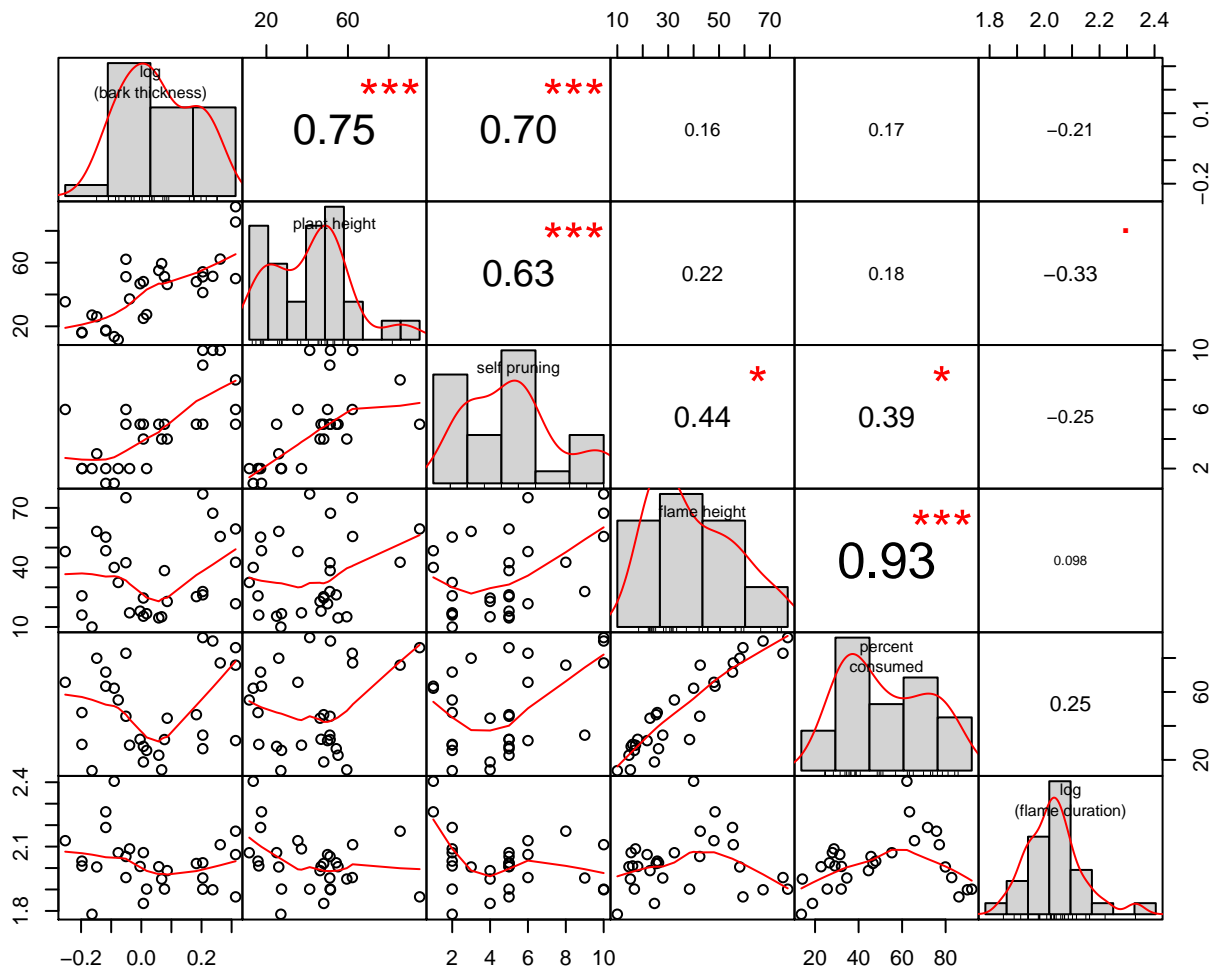 20 60
10 30 50 70
1.8 2.0 2.2 2.4
log
(bark thickness)
***
0.75
***
0.70
0.16
0.17
−0.21
−0.2 0.1
20 60
plant height
***
0.63
0.22
0.18
.
−0.33
self pruning
*
0.44
*
0.39
−0.25
2 6 10
10 40 70
flame height
***
0.93
0.098
percent
consumed
0.25
20 60
1.8 2.1 2.4
log
(flame duration)
−0.2 0.0 0.2
2 4 6 8 10
20 40 60 80